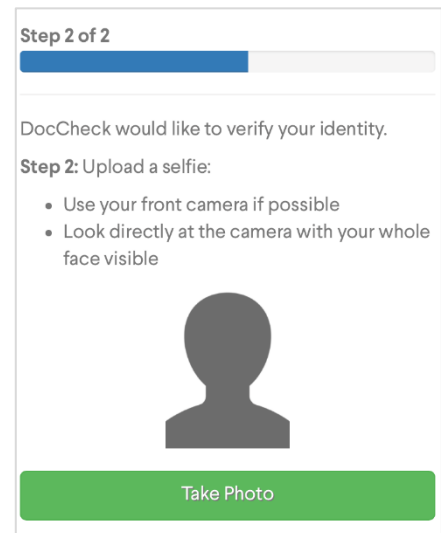 Step 2 of 2
DocCheck would like to verify your identity.
Step 2: Upload a selfie:
• Use your front camera if possible
• Look directly at the camera with your whole
face visible
Take Photo